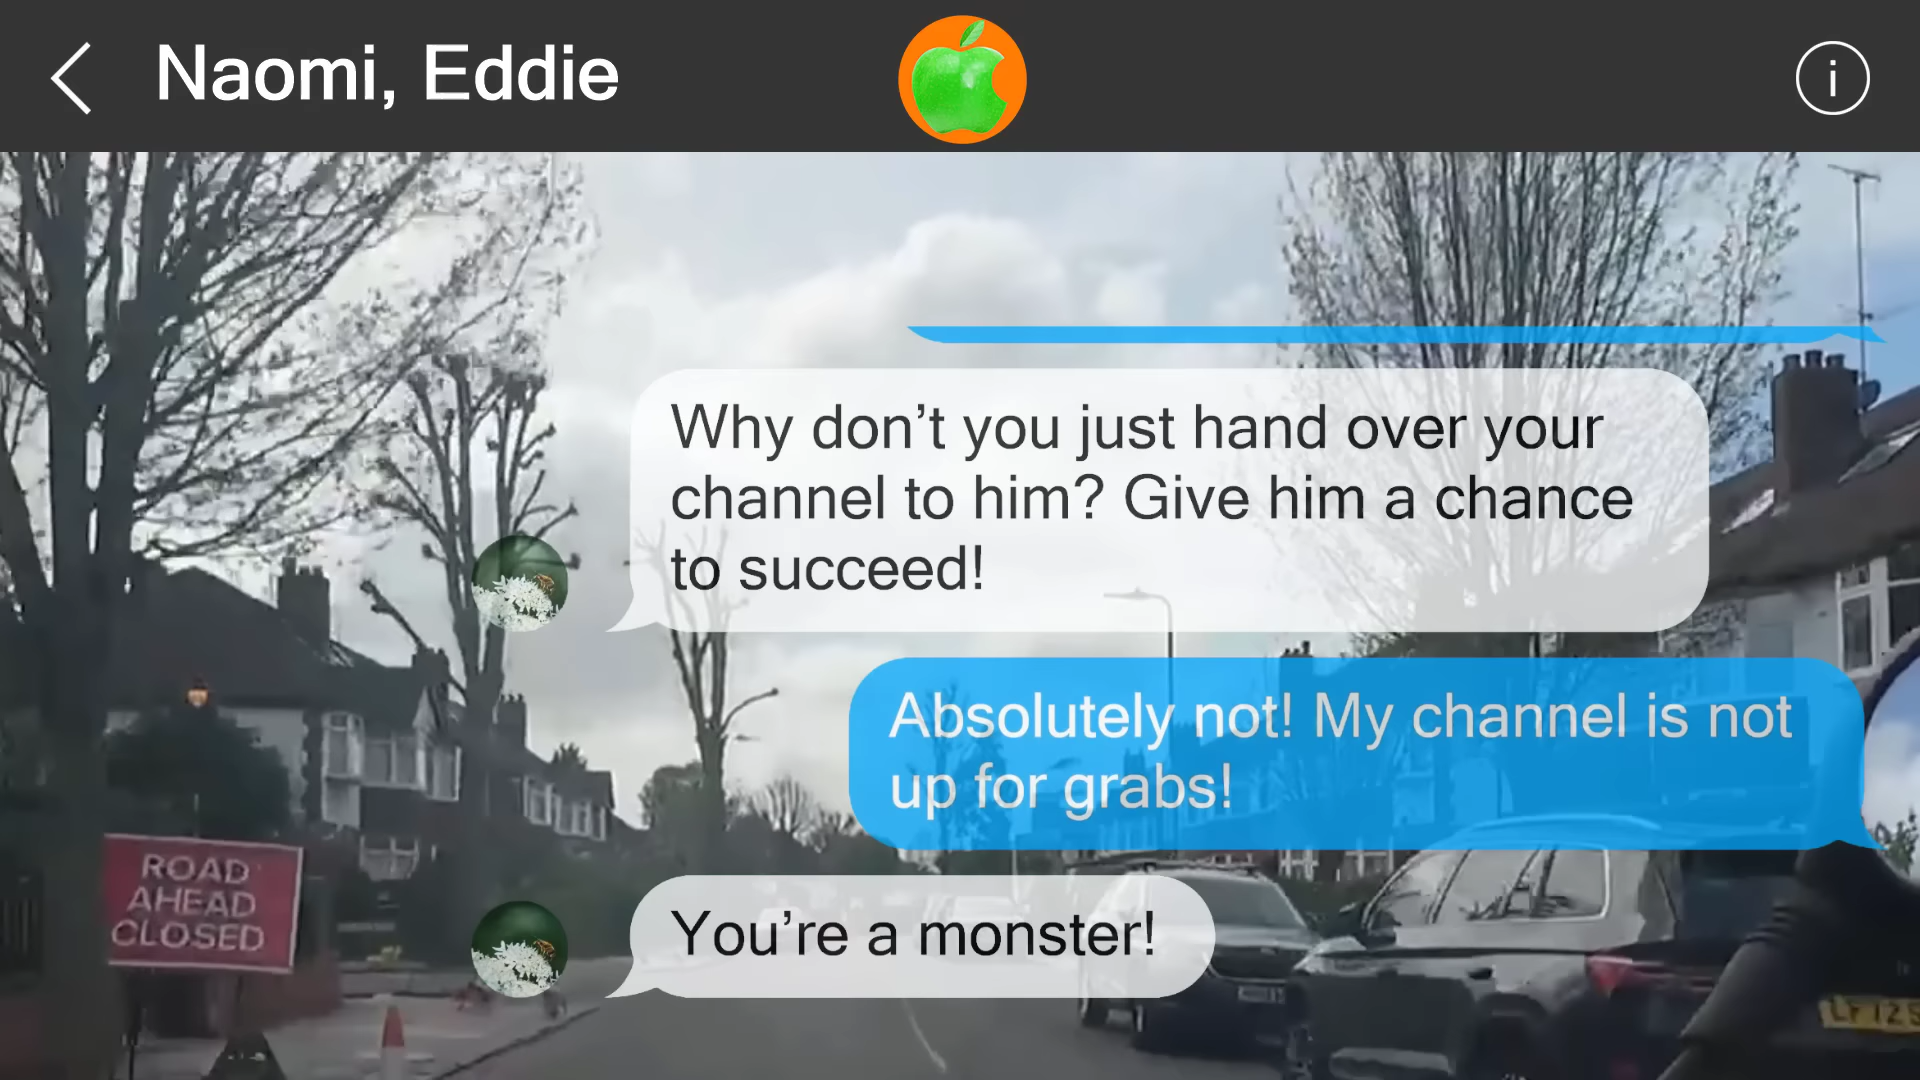 Naomi, Eddie
i
Why don’t you just hand over your
channel to him? Give him a chance
to succeed!
Absolutely not! My channel is not
up for grabs!
You’re a monster!
ROAD
AHEAD
CLOSED